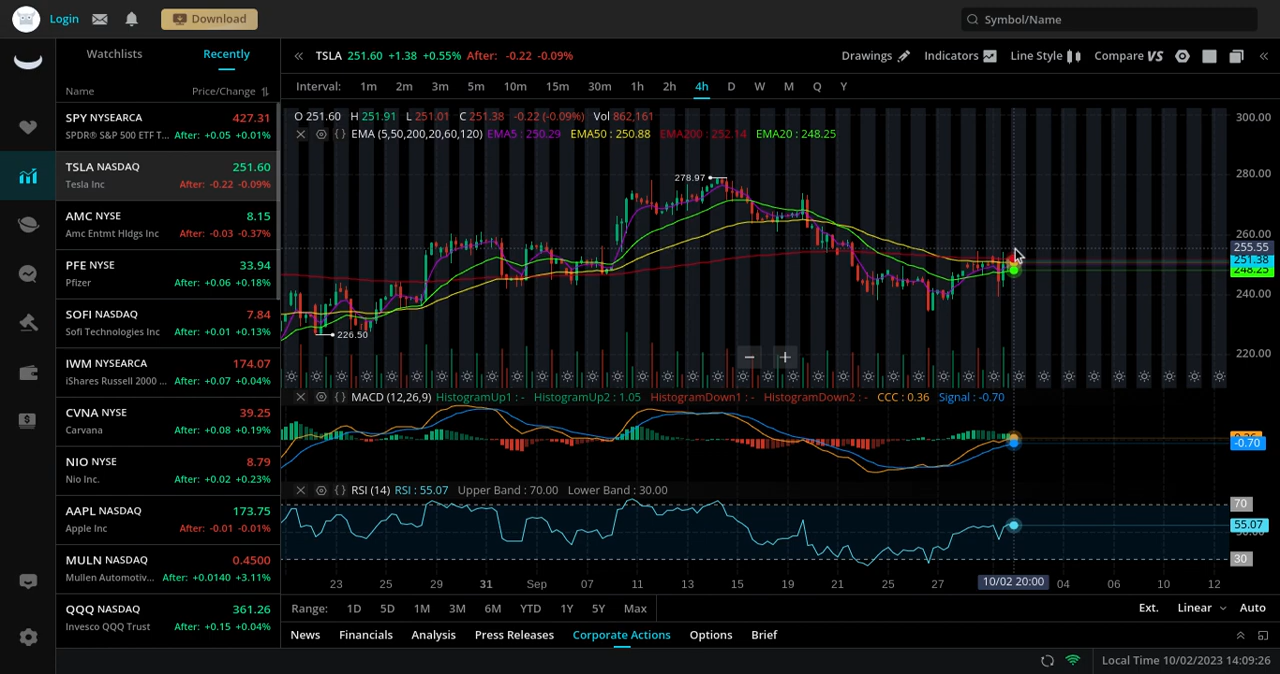 Login Download Symbol/Name
Watchlists Recently
Name Price/Change
SPY NYSEARCA 427.31
SPDR® S&P 500 ETF T... After: +0.05 +0.01%
TSLA NASDAQ 251.60
Tesla Inc After: -0.22 -0.09%
AMC NYSE 8.15
Amc Entmt Hldgs Inc After: -0.03 -0.37%
PFE NYSE 33.94
Pfizer After: +0.06 +0.18%
SOFI NASDAQ 7.84
Sofi Technologies Inc After: +0.01 +0.13%
IWM NYSEARCA 174.07
iShares Russell 2000 ... After: +0.07 +0.04%
CVNA NYSE 39.25
Carvana After: +0.08 +0.19%
NIO NYSE 8.79
Nio Inc. After: +0.02 +0.23%
AAPL NASDAQ 173.75
Apple Inc After: -0.01 -0.01%
MULN NASDAQ 0.4500
Mullen Automotiv... After: +0.0140 +3.11%
QQQ NASDAQ 361.26
Invesco QQQ Trust After: +0.15 +0.04%
TSLA 251.60 +1.38 +0.55% After: -0.22 -0.09% Drawings Indicators Line Style Compare VS
Interval: 1m 2m 3m 5m 10m 15m 30m 1h 2h 4h D W M Q Y
O 251.60 H 251.91 L 251.01 C 251.38 -0.22 (-0.09%) Vol 862,161
EMA (5,50,200,20,60,120) EMA5 : 250.29 EMA50 : 250.88 EMA200 : 252.14 EMA20 : 248.25
300.00
278.97
280.00
260.00
255.55
251.38
248.25
240.00
226.50
220.00
MACD (12,26,9) HistogramUp1 : - HistogramUp2 : 1.05 HistogramDown1 : - HistogramDown2 : - CCC : 0.36 Signal : -0.70
-0.70
RSI (14) RSI : 55.07 Upper Band : 70.00 Lower Band : 30.00
70
55.07
30
23 25 29 31 Sep 07 11 13 15 19 21 25 27 10/02 20:00 04 06 10 12
Range: 1D 5D 1M 3M 6M YTD 1Y 5Y Max Ext. Linear Auto
News Financials Analysis Press Releases Corporate Actions Options Brief
Local Time 10/02/2023 14:09:26